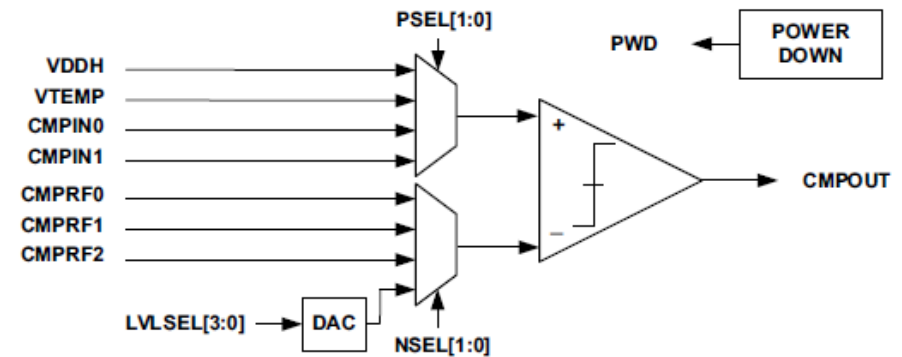 PSEL[1:0]
PWD
POWER
DOWN
VDDH
VTEMP
CMPIN0
CMPIN1
CMPRF0
CMPRF1
CMPRF2
+
−
CMPOUT
LVLSEL[3:0]
DAC
NSEL[1:0]